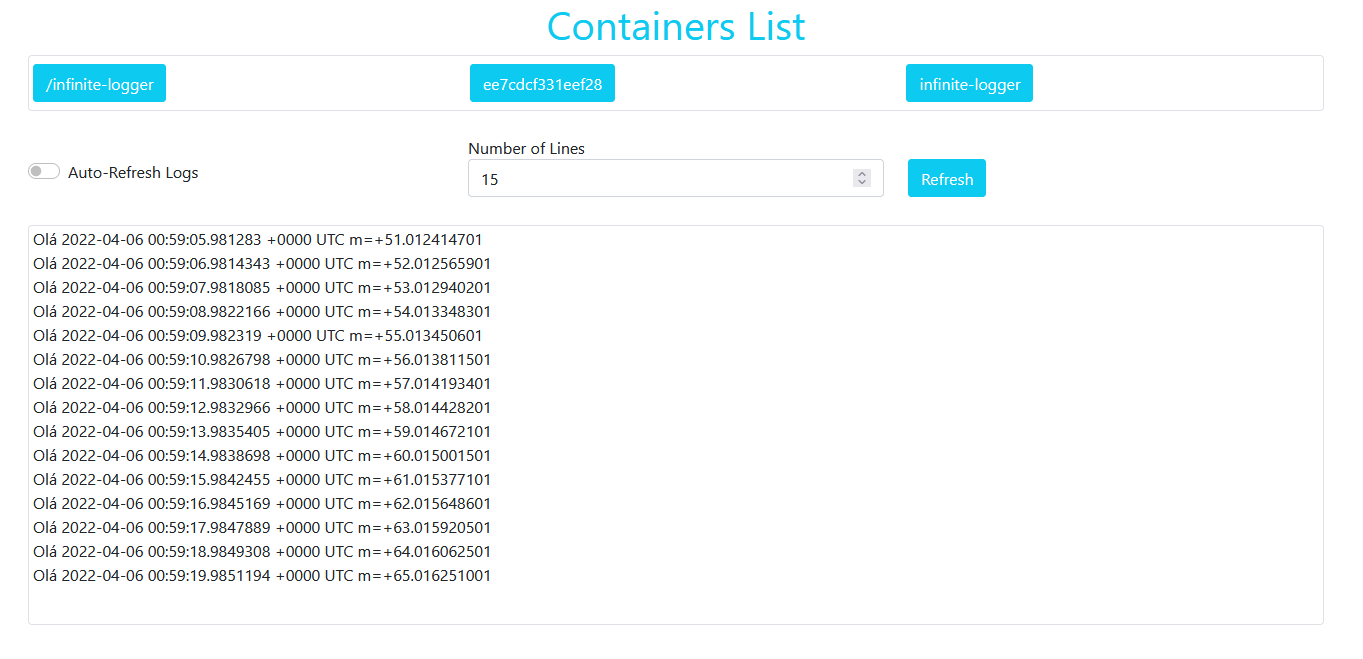 Containers List
/infinite-logger ee7cdcf331eef28 infinite-logger
Number of Lines
Auto-Refresh Logs
15 Refresh
Olá 2022-04-06 00:59:05.981283 +0000 UTC m=+51.012414701
Olá 2022-04-06 00:59:06.9814343 +0000 UTC m=+52.012565901
Olá 2022-04-06 00:59:07.9818085 +0000 UTC m=+53.012940201
Olá 2022-04-06 00:59:08.9822166 +0000 UTC m=+54.013348301
Olá 2022-04-06 00:59:09.982319 +0000 UTC m=+55.013450601
Olá 2022-04-06 00:59:10.9826798 +0000 UTC m=+56.013811501
Olá 2022-04-06 00:59:11.9830618 +0000 UTC m=+57.014193401
Olá 2022-04-06 00:59:12.9832966 +0000 UTC m=+58.014428201
Olá 2022-04-06 00:59:13.9835405 +0000 UTC m=+59.014672101
Olá 2022-04-06 00:59:14.9838698 +0000 UTC m=+60.015001501
Olá 2022-04-06 00:59:15.9842455 +0000 UTC m=+61.015377101
Olá 2022-04-06 00:59:16.9845169 +0000 UTC m=+62.015648601
Olá 2022-04-06 00:59:17.9847889 +0000 UTC m=+63.015920501
Olá 2022-04-06 00:59:18.9849308 +0000 UTC m=+64.016062501
Olá 2022-04-06 00:59:19.9851194 +0000 UTC m=+65.016251001